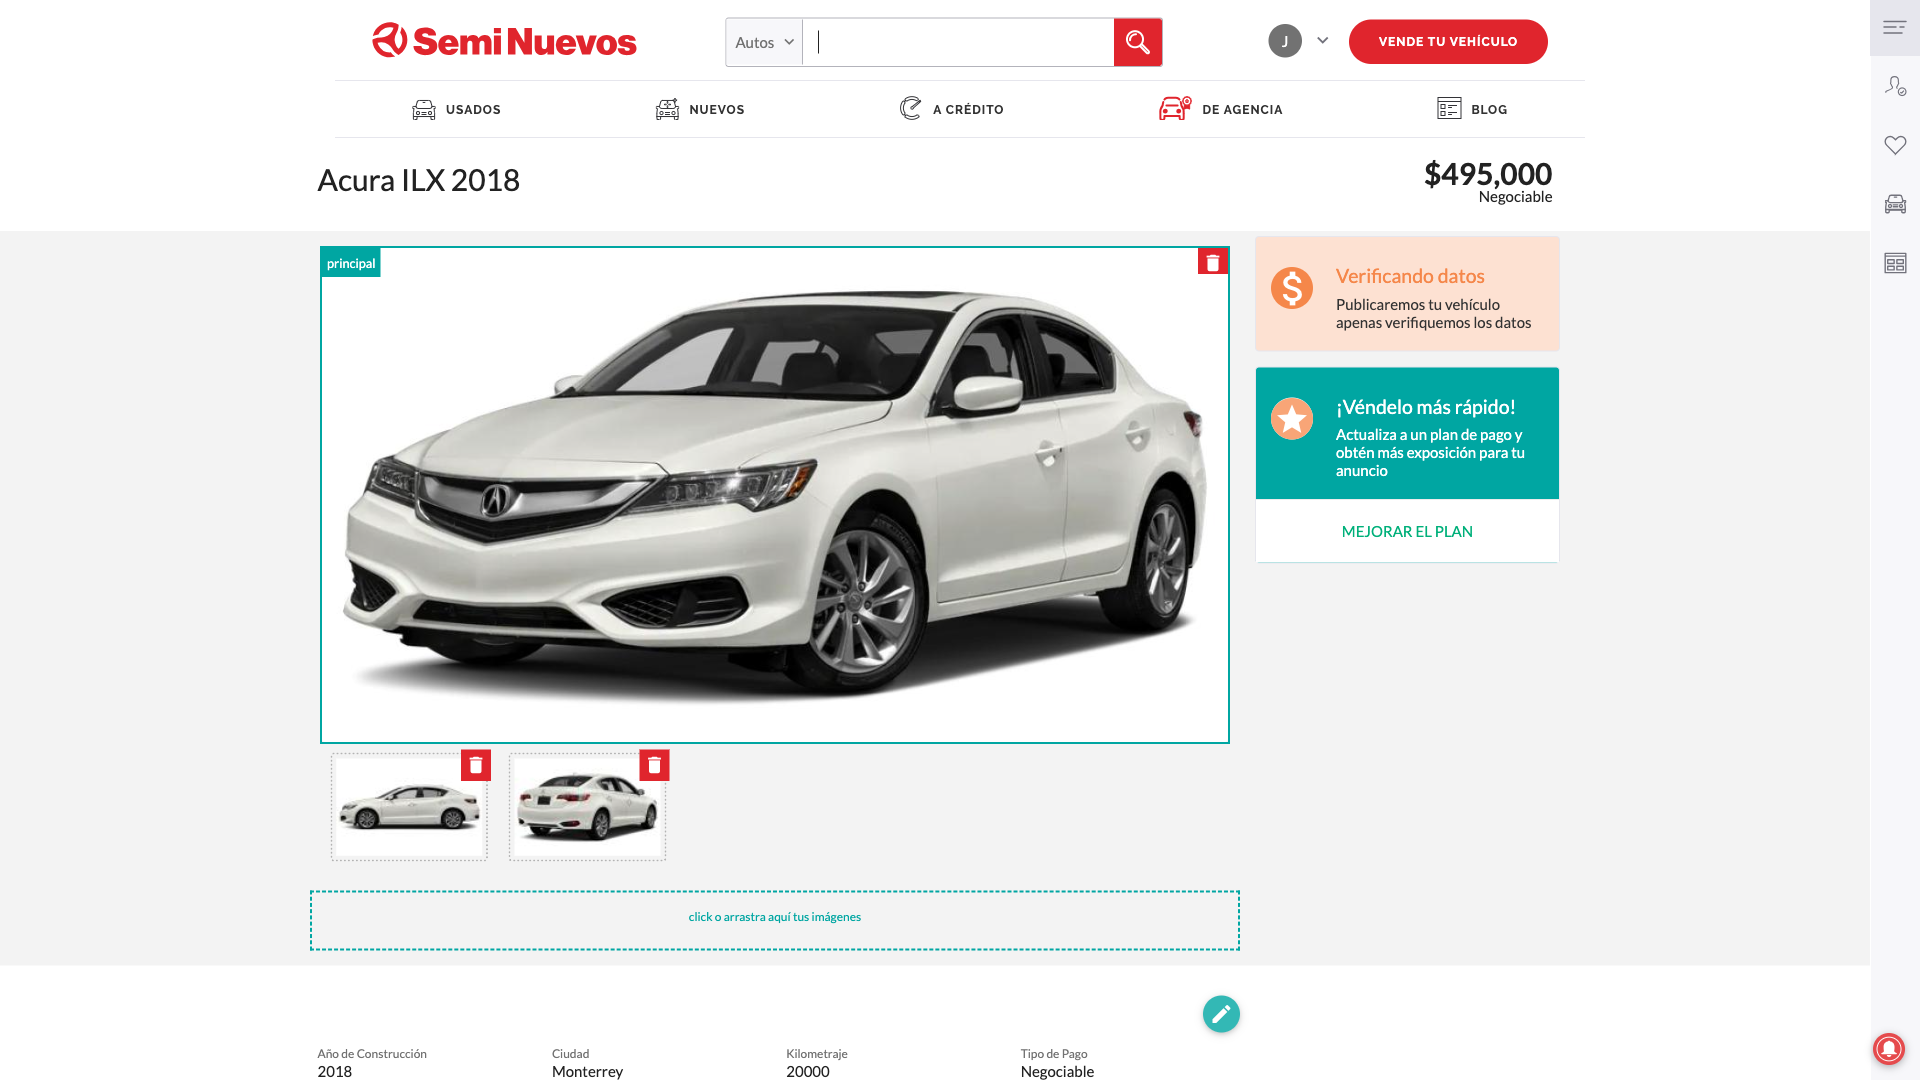 Semi Nuevos
Autos
J
VENDE TU VEHÍCULO
USADOS
NUEVOS
A CRÉDITO
DE AGENCIA
BLOG
Acura ILX 2018
$495,000
Negociable
principal
Verificando datos
Publicaremos tu vehículo
apenas verifiquemos los datos
¡Véndelo más rápido!
Actualiza a un plan de pago y
obtén más exposición para tu
anuncio
MEJORAR EL PLAN
click o arrastra aquí tus imágenes
Año de Construcción
2018
Ciudad
Monterrey
Kilometraje
20000
Tipo de Pago
Negociable